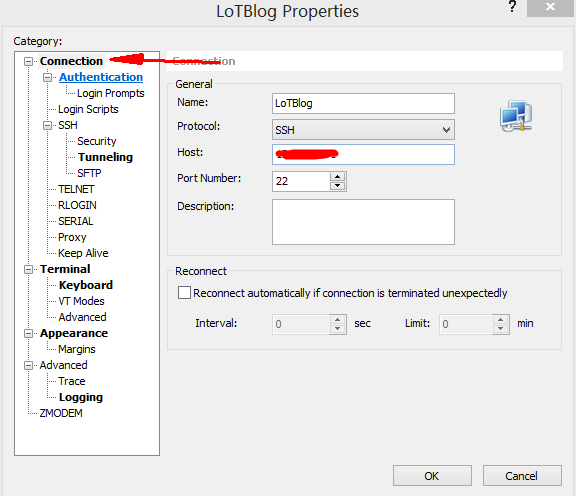 LoTBlog Properties
?
Category:
Connection
Authentication
Login Prompts
Login Scripts
SSH
Security
Tunneling
SFTP
TELNET
RLOGIN
SERIAL
Proxy
Keep Alive
Terminal
Keyboard
VT Modes
Advanced
Appearance
Margins
Advanced
Trace
Logging
ZMODEM
Connection
General
Name: LoTBlog
Protocol: SSH
Host:
Port Number: 22
Description:
Reconnect
Reconnect automatically if connection is terminated unexpectedly
Interval: 0 sec Limit: 0 min
OK Cancel